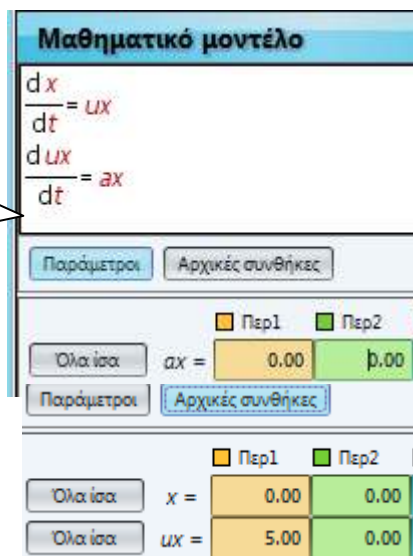 Μαθηματικό μοντέλο
dx/dt = ux
dux/dt = ax
Παράμετροι Αρχικές συνθήκες
Περ1 Περ2
Όλα ίσα ax = 0.00 0.00
Παράμετροι Αρχικές συνθήκες
Περ1 Περ2
Όλα ίσα x = 0.00 0.00
Όλα ίσα ux = 5.00 0.00